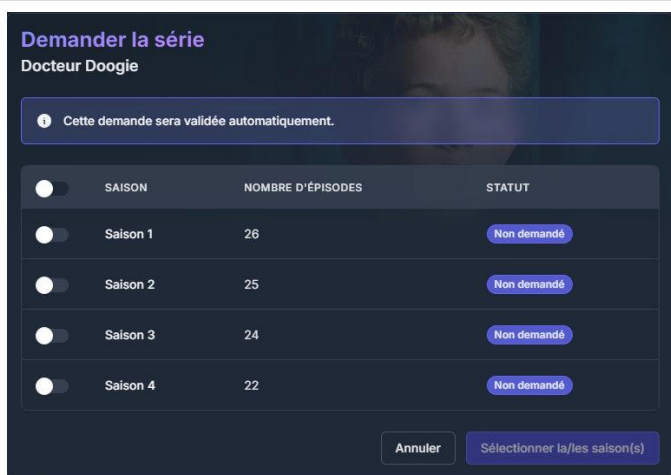 Demander la série
Docteur Doogie
Cette demande sera validée automatiquement.
SAISON NOMBRE D'ÉPISODES STATUT
Saison 1 26 Non demandé
Saison 2 25 Non demandé
Saison 3 24 Non demandé
Saison 4 22 Non demandé
Annuler Sélectionner la/les saison(s)